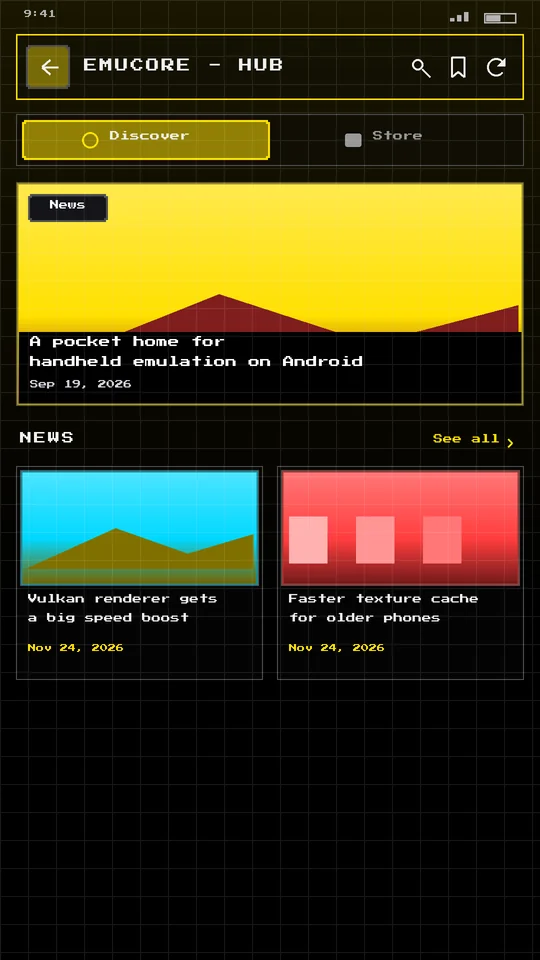 9:41
EMUCORE - HUB
Discover
Store
News
A pocket home for
handheld emulation on Android
Sep 19, 2026
NEWS
See all
Vulkan renderer gets
a big speed boost
Nov 24, 2026
Faster texture cache
for older phones
Nov 24, 2026